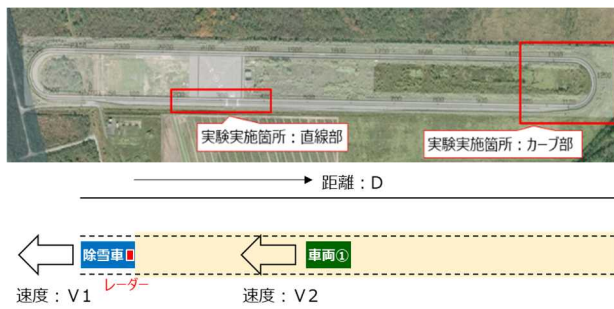 実験実施箇所：直線部
実験実施箇所：カーブ部
距離：D
除雪車
車両①
レーダー
速度：V1
速度：V2